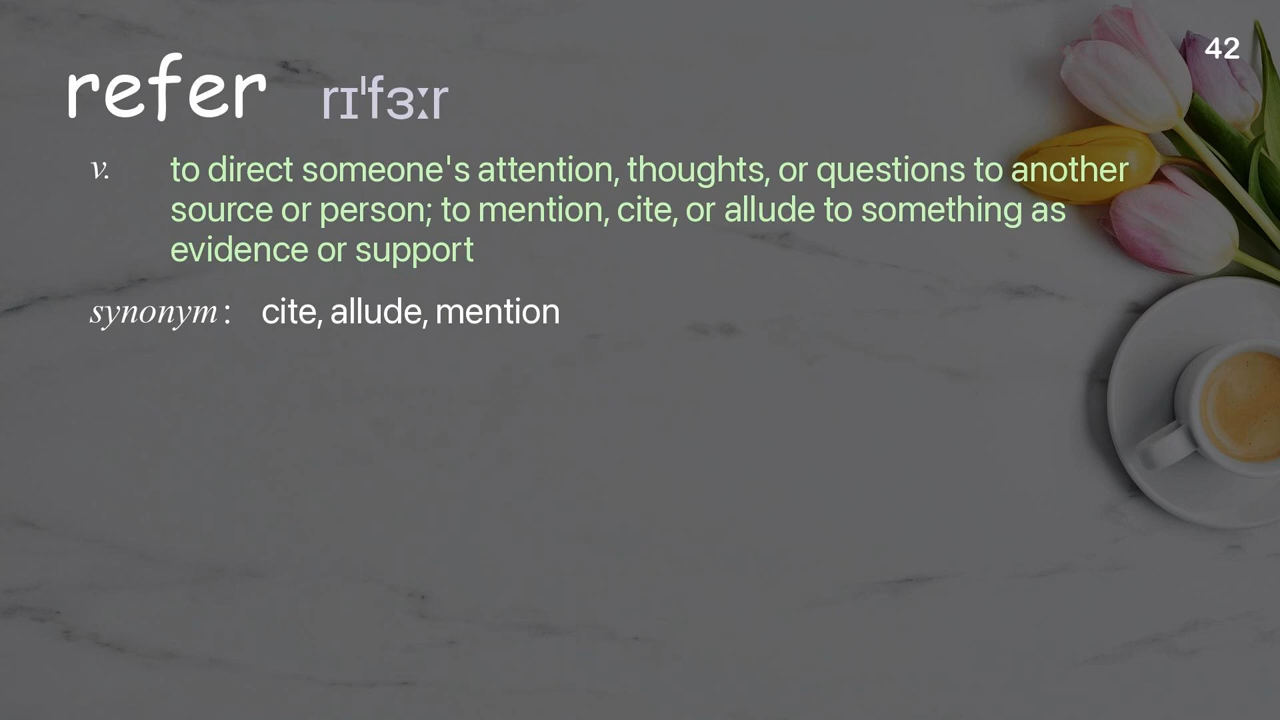 42
refer rɪˈfɜːr
v. to direct someone's attention, thoughts, or questions to another
source or person; to mention, cite, or allude to something as
evidence or support
synonym : cite, allude, mention